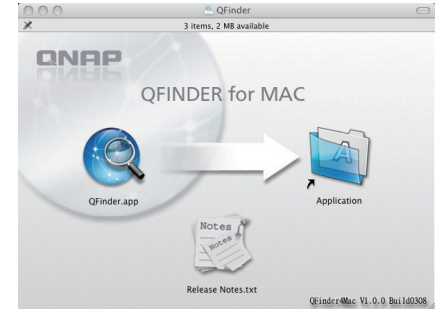 QFinder
3 items, 2 MB available
QNAP
QFINDER for MAC
QFinder.app
Application
Notes
Notes
Release Notes.txt
QFinder4Mac V1.0.0 Build0308